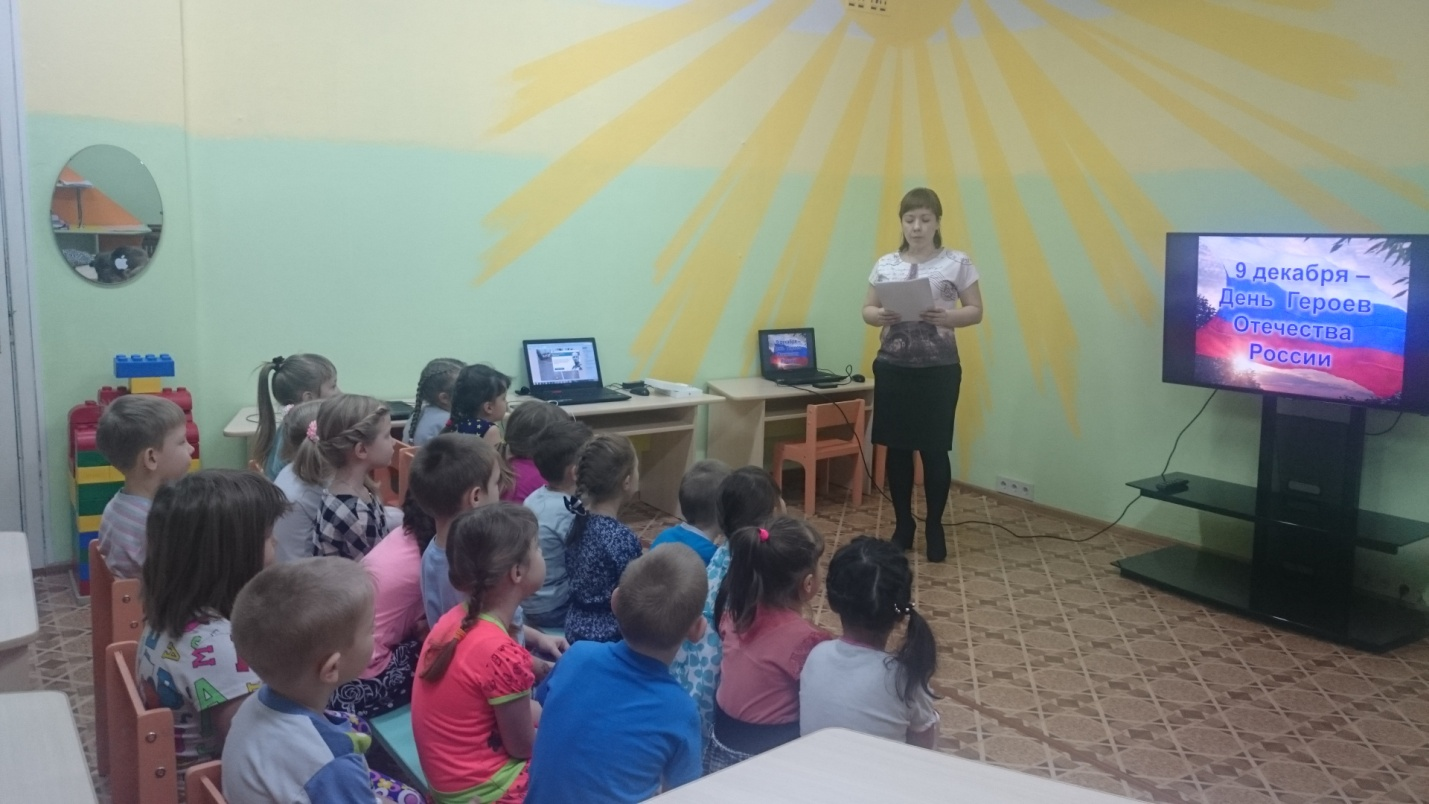 9 декабря –
День Героев
Отечества
России